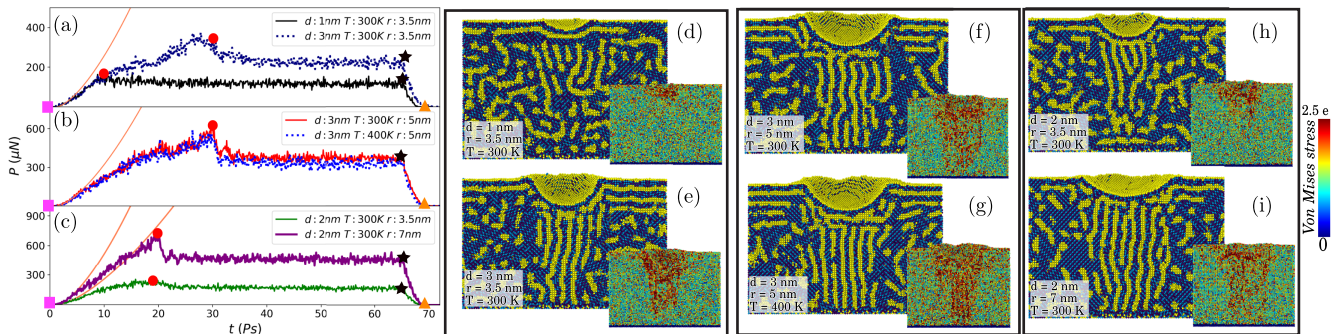 (a)
400
200
d : 1nm T : 300K r : 3.5nm
d : 3nm T : 300K r : 3.5nm
(b)
600
300
d : 3nm T : 300K r : 5nm
d : 3nm T : 400K r : 5nm
P (μN)
(c)
900
600
300
d : 2nm T : 300K r : 3.5nm
d : 2nm T : 300K r : 7nm
0 10 20 30 40 50 60 70
t (Ps)
(d)
d = 1 nm
r = 3.5 nm
T = 300 K
(e)
d = 3 nm
r = 3.5 nm
T = 300 K
(f)
d = 3 nm
r = 5 nm
T = 300 K
(g)
d = 3 nm
r = 5 nm
T = 400 K
(h)
d = 2 nm
r = 3.5 nm
T = 300 K
(i)
d = 2 nm
r = 7 nm
T = 300 K
2.5 e
Von Mises stress
0